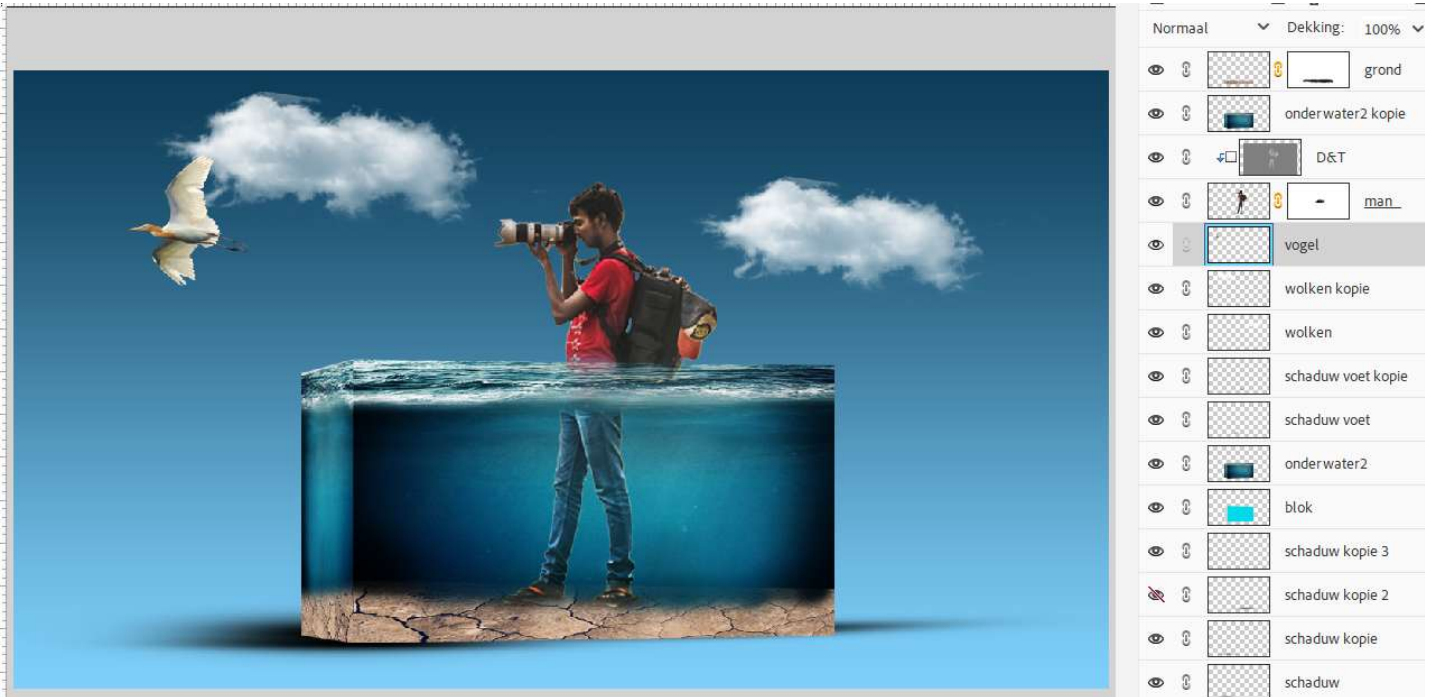 Normaal Dekking: 100%
grond
onderwater2 kopie
D&T
man
vogel
wolken kopie
wolken
schaduw voet kopie
schaduw voet
onderwater2
blok
schaduw kopie 3
schaduw kopie 2
schaduw kopie
schaduw